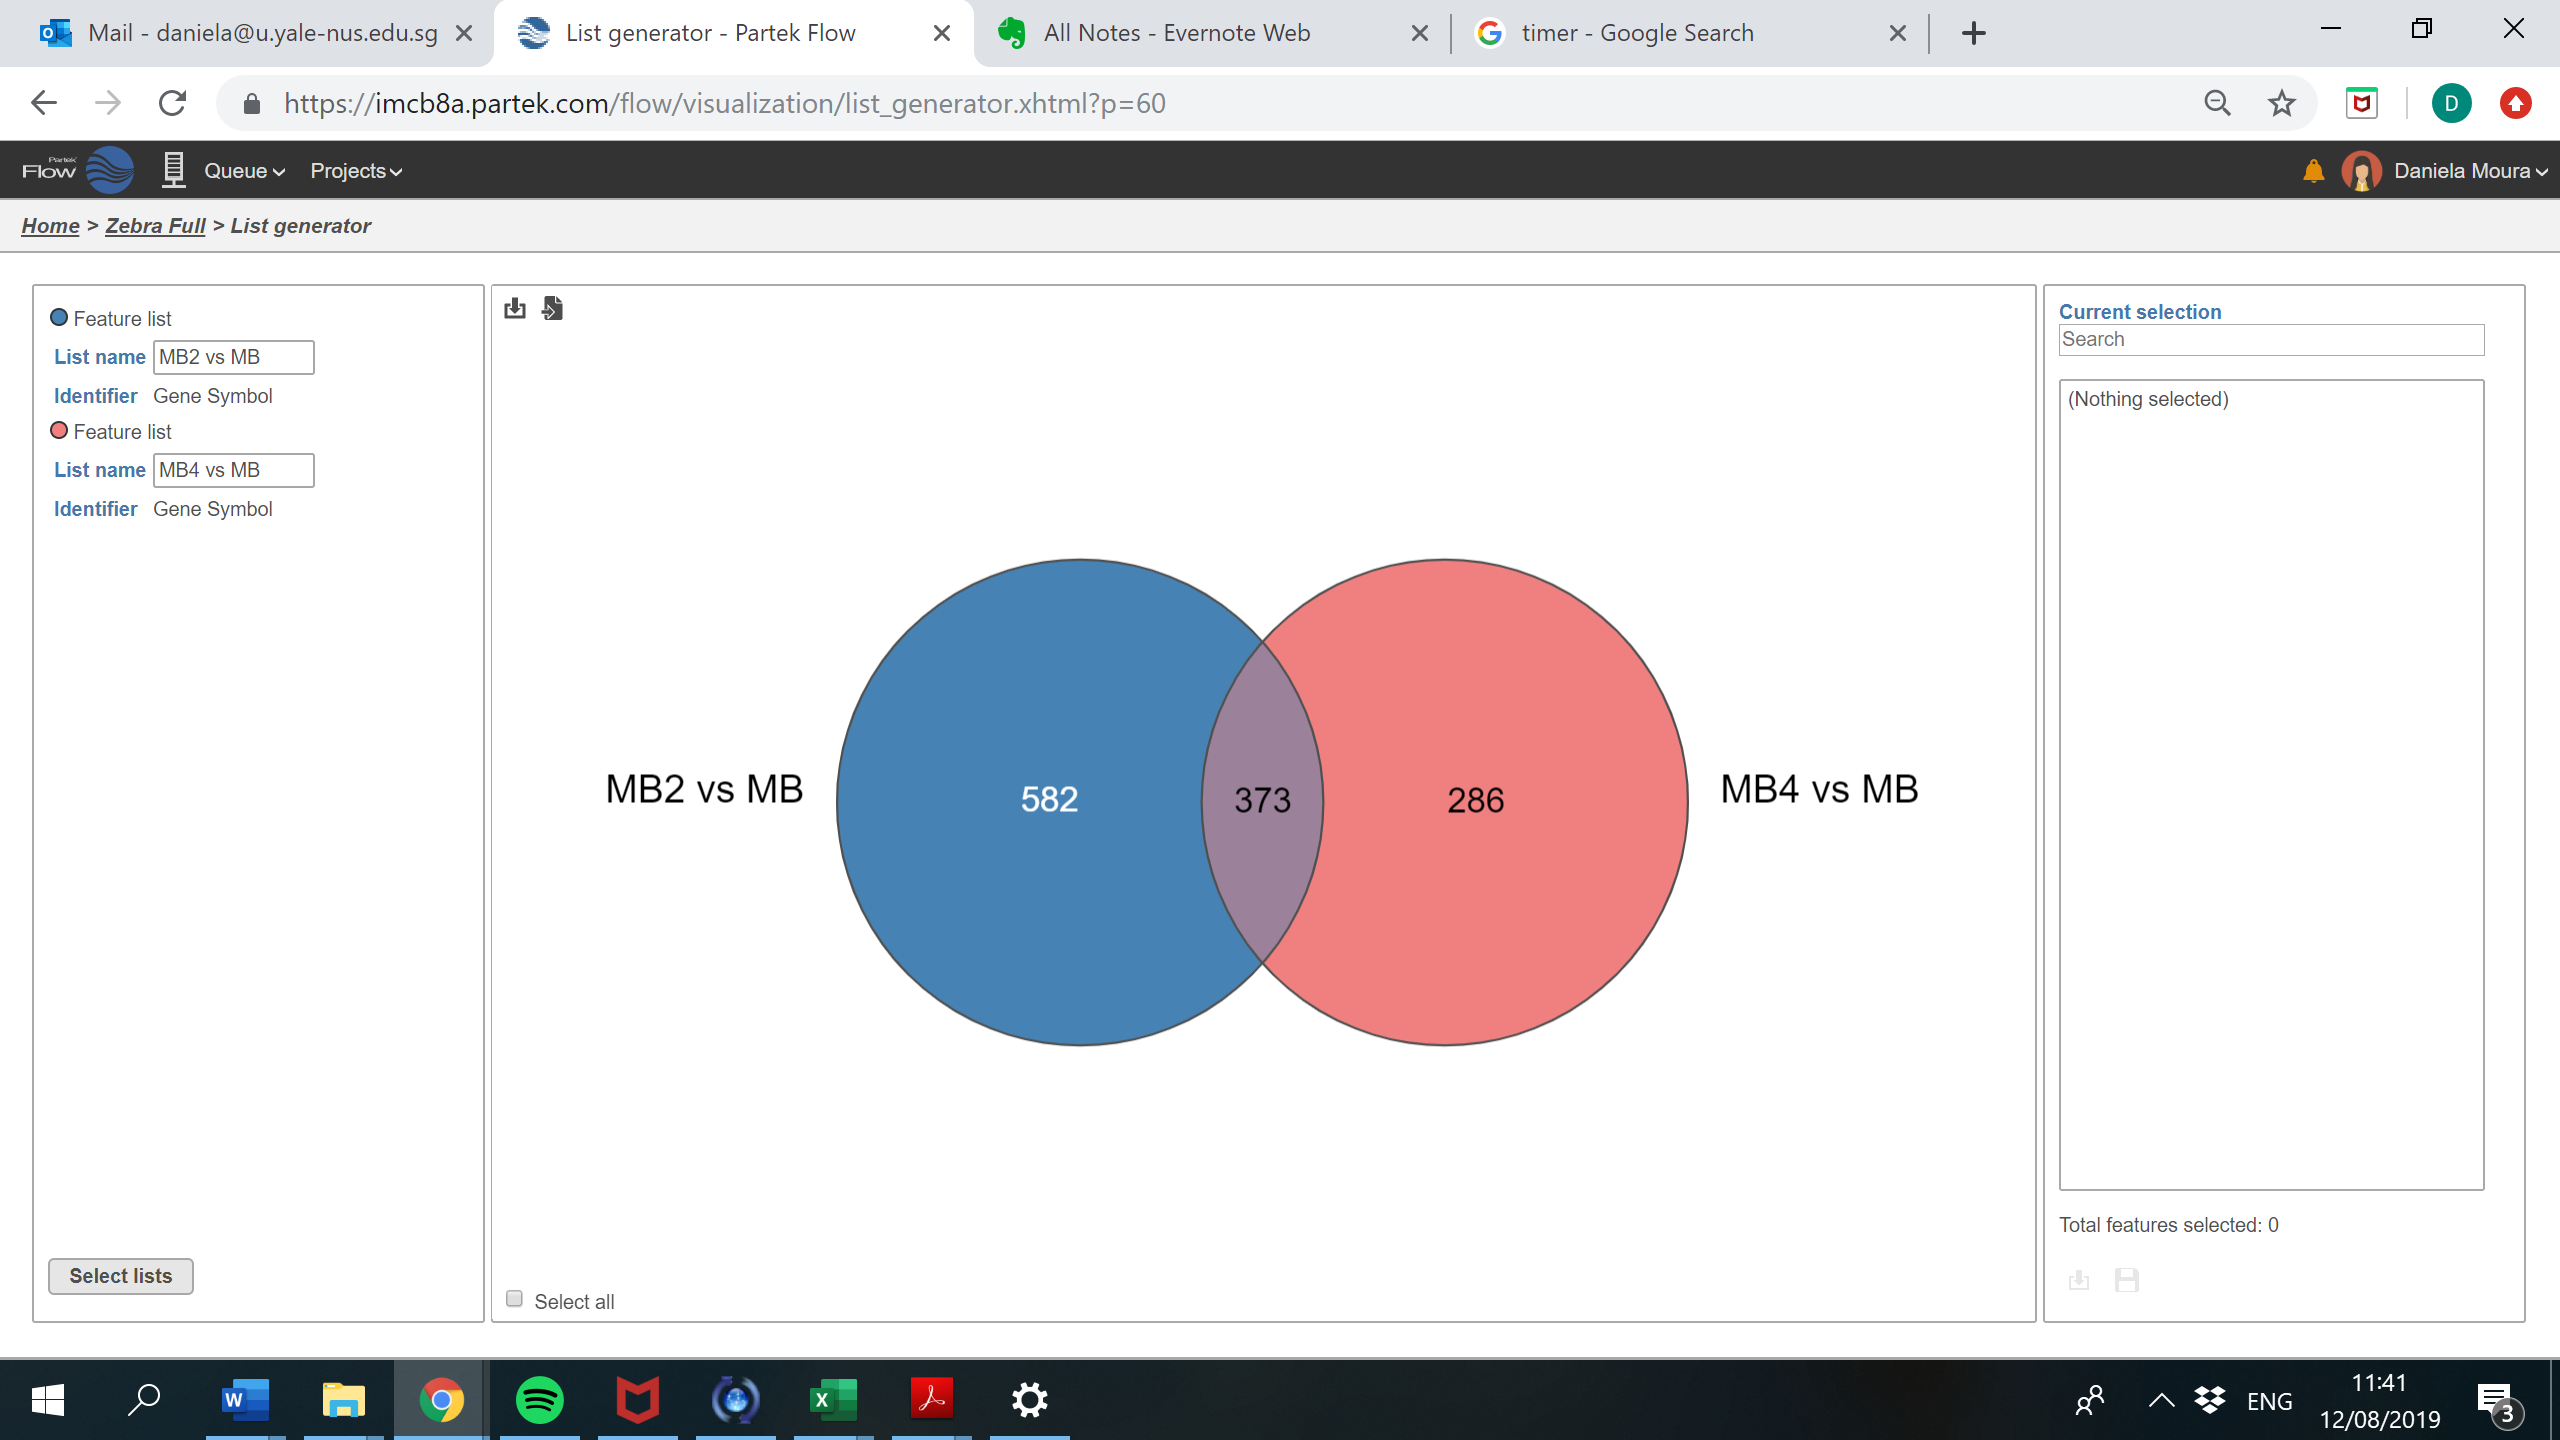 Mail - daniela@u.yale-nus.edu.sg
List generator - Partek Flow
All Notes - Evernote Web
timer - Google Search
https://imcb8a.partek.com/flow/visualization/list_generator.xhtml?p=60
D
Partek
Flow
Queue
Projects
Daniela Moura
Home > Zebra Full > List generator
Feature list
List name MB2 vs MB
Identifier Gene Symbol
Feature list
List name MB4 vs MB
Identifier Gene Symbol
Select lists
MB2 vs MB
582
373
286
MB4 vs MB
Select all
Current selection
Search
(Nothing selected)
Total features selected: 0
ENG
11:41
12/08/2019
3